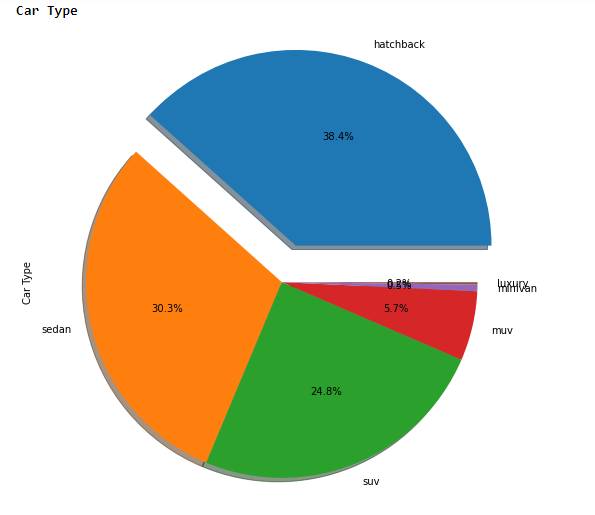 Car Type
hatchback
38.4%
Car Type
sedan
30.3%
24.8%
suv
5.7%
muv
minivan
luxury